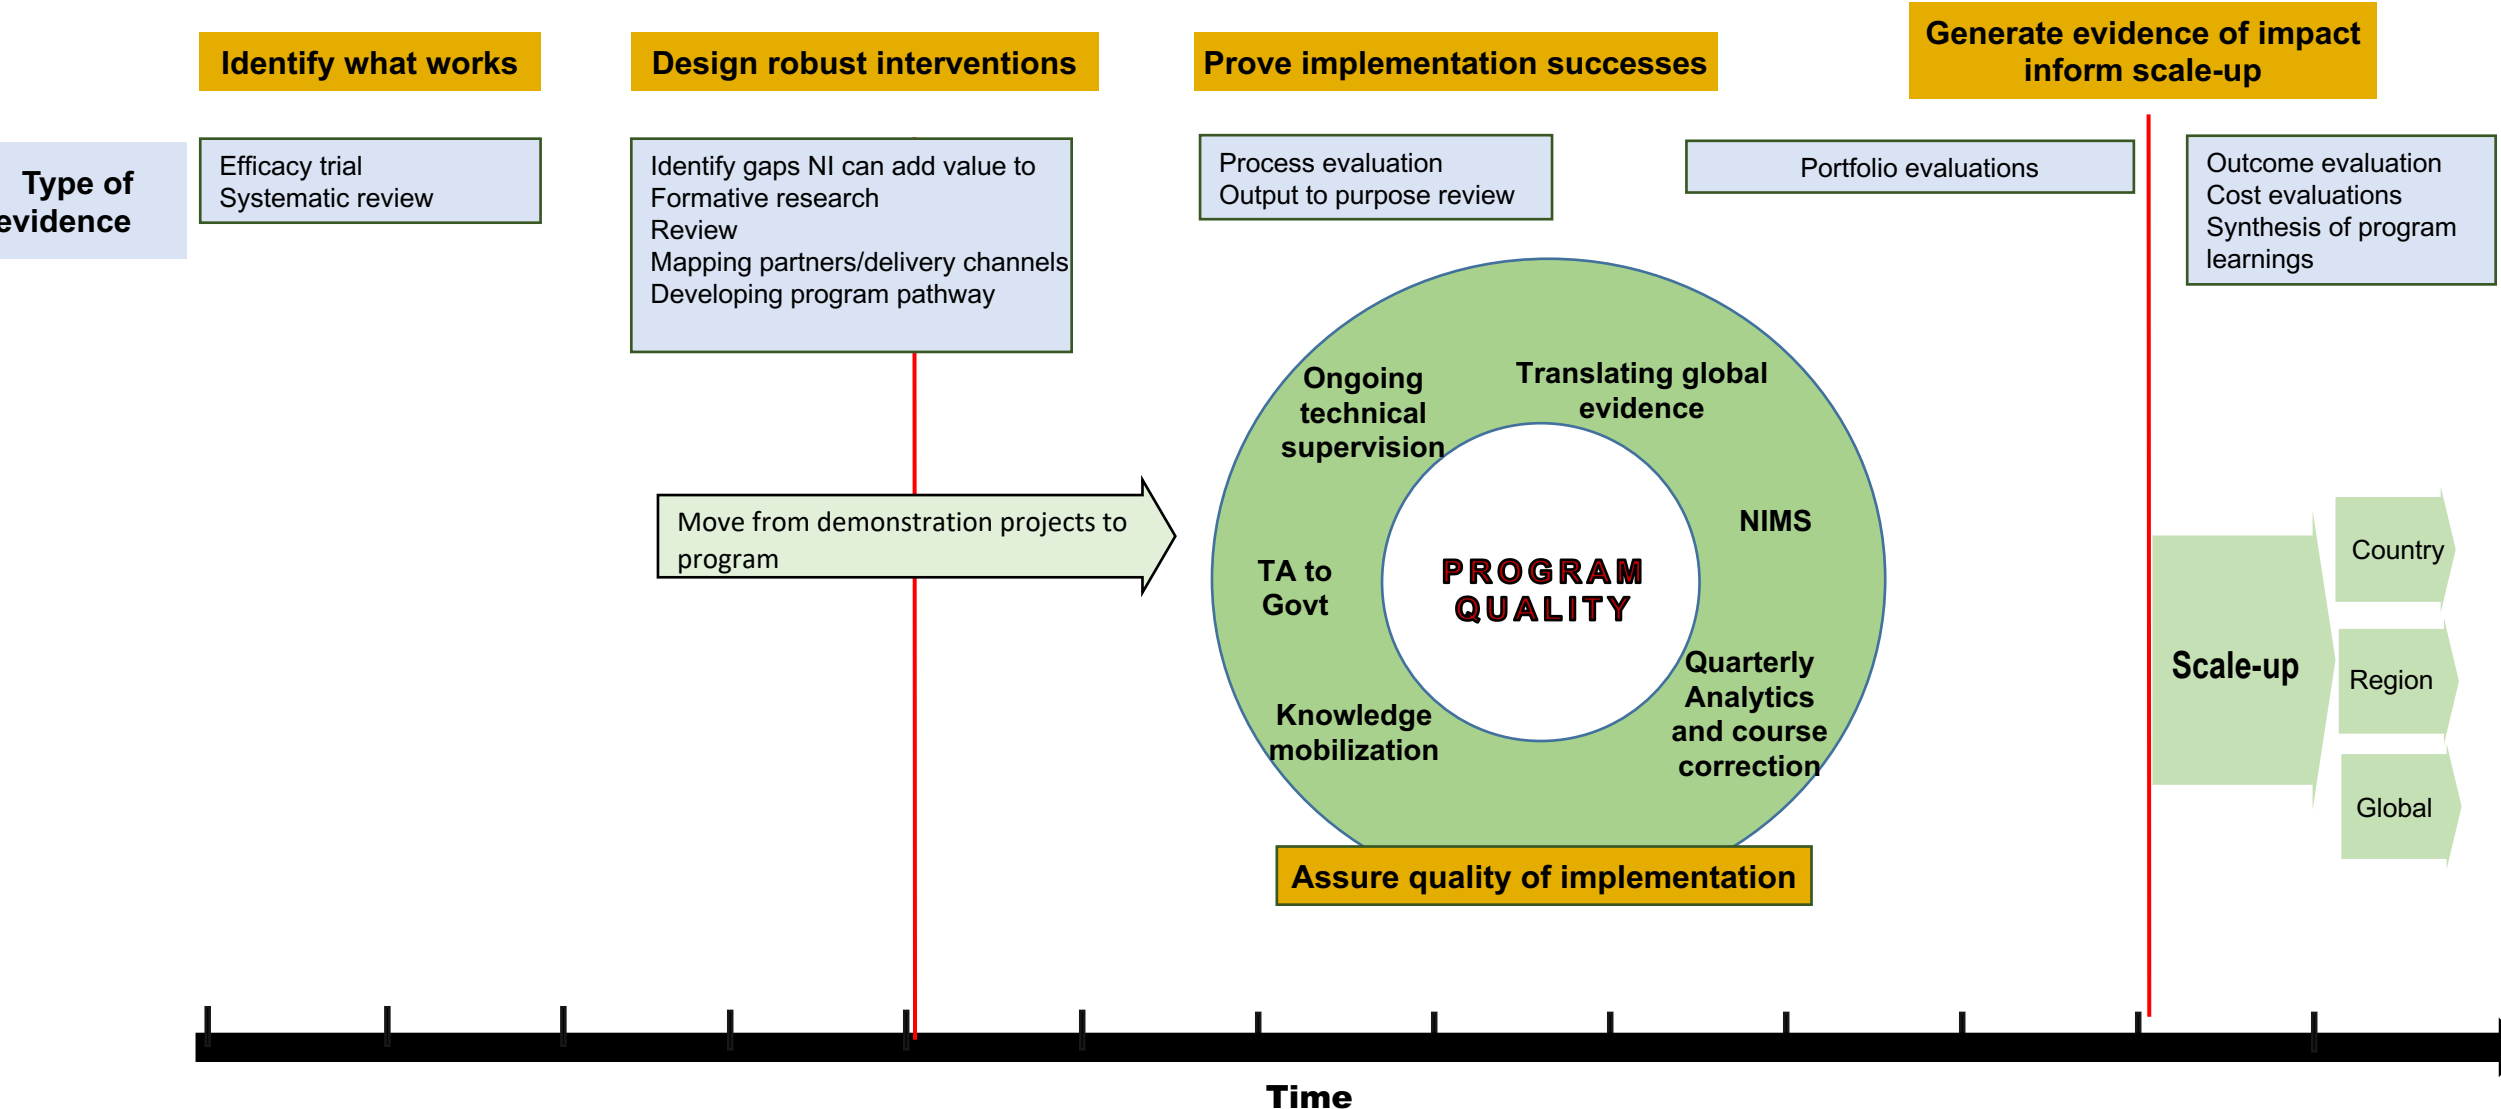 Identify what works
Design robust interventions
Prove implementation successes
Generate evidence of impact
inform scale-up
Type of
evidence
Efficacy trial
Systematic review
Identify gaps NI can add value to
Formative research
Review
Mapping partners/delivery channels
Developing program pathway
Process evaluation
Output to purpose review
Portfolio evaluations
Outcome evaluation
Cost evaluations
Synthesis of program
learnings
Move from demonstration projects to
program
Ongoing
technical
supervision
Translating global
evidence
NIMS
TA to
Govt
PROGRAM
QUALITY
Knowledge
mobilization
Quarterly
Analytics
and course
correction
Assure quality of implementation
Scale-up
Country
Region
Global
Time